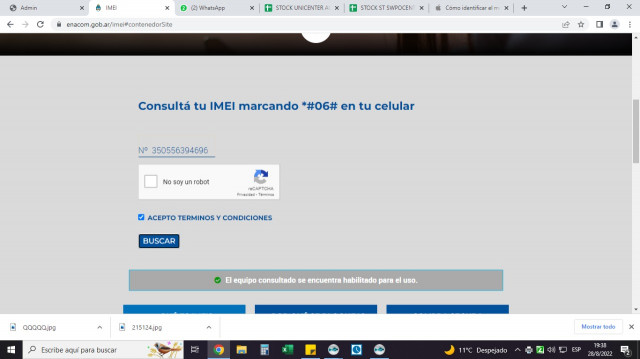 Admin
IMEI
(2) WhatsApp
STOCK UNICENTER A
STOCK ST SWPOCENT
Cómo identificar el m
enacom.gob.ar/imei#contenedorSite
Consultá tu IMEI marcando *#06# en tu celular
Nº 350556394696
No soy un robot
reCAPTCHA
Privacidad - Términos
ACEPTO TERMINOS Y CONDICIONES
BUSCAR
El equipo consultado se encuentra habilitado para el uso.
QQQQQ.jpg
215124.jpg
Mostrar todo
Escribe aquí para buscar
11°C Despejado
ESP
19:38
28/8/2022